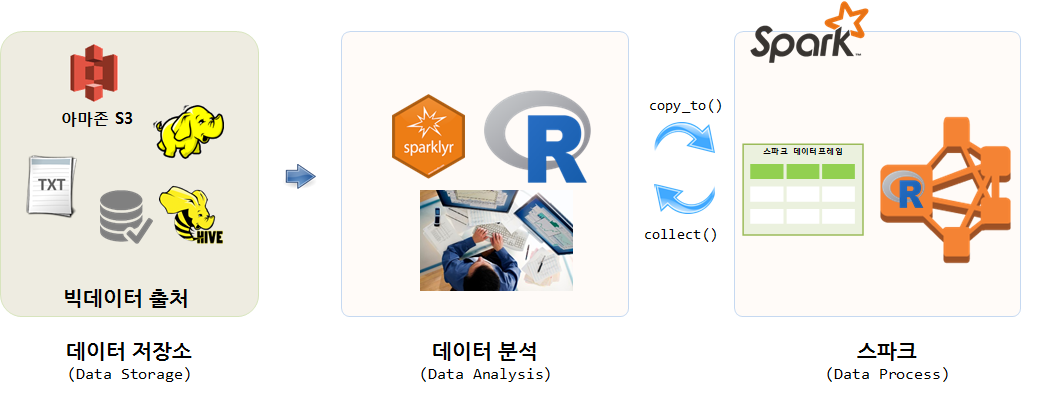 아마존 S3
TXT
HIVE
빅데이터 출처
데이터 저장소
(Data Storage)
sparklyr
R
데이터 분석
(Data Analysis)
copy_to()
collect()
Spark™
스파크 데이터프레임
R
스파크
(Data Process)